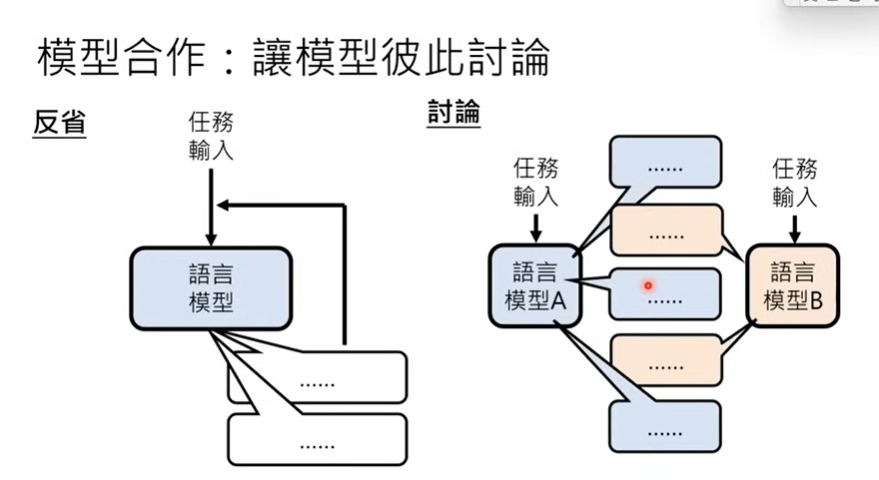 模型合作：讓模型彼此討論
反省
任務
輸入
語言
模型
......
......
討論
任務
輸入
語言
模型A
......
......
......
......
......
任務
輸入
語言
模型B